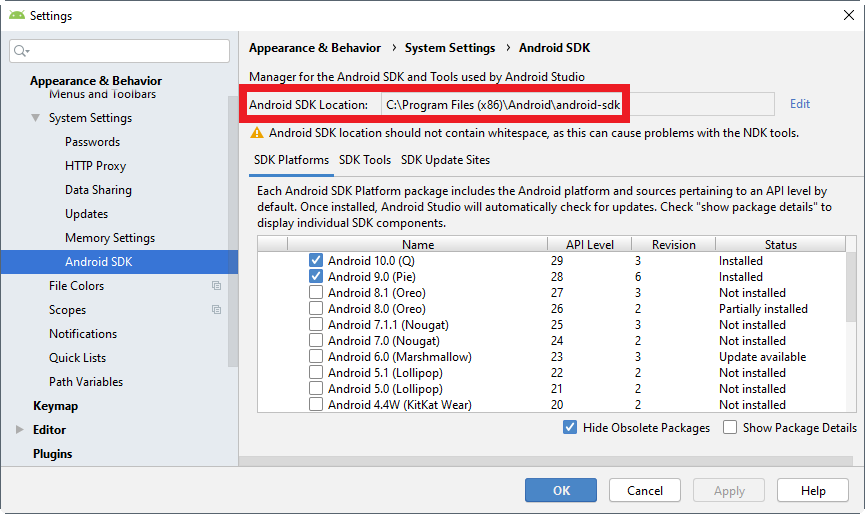 Settings
Appearance & Behavior
Menus and Toolbars
System Settings
Passwords
HTTP Proxy
Data Sharing
Updates
Memory Settings
Android SDK
File Colors
Scopes
Notifications
Quick Lists
Path Variables
Keymap
Editor
Plugins
Appearance & Behavior › System Settings › Android SDK
Manager for the Android SDK and Tools used by Android Studio
Android SDK Location: C:\Program Files (x86)\Android\android-sdk Edit
Android SDK location should not contain whitespace, as this can cause problems with the NDK tools.
SDK Platforms SDK Tools SDK Update Sites
Each Android SDK Platform package includes the Android platform and sources pertaining to an API level by
default. Once installed, Android Studio will automatically check for updates. Check "show package details" to
display individual SDK components.
Name API Level Revision Status
Android 10.0 (Q) 29 3 Installed
Android 9.0 (Pie) 28 6 Installed
Android 8.1 (Oreo) 27 3 Not installed
Android 8.0 (Oreo) 26 2 Partially installed
Android 7.1.1 (Nougat) 25 3 Not installed
Android 7.0 (Nougat) 24 2 Not installed
Android 6.0 (Marshmallow) 23 3 Update available
Android 5.1 (Lollipop) 22 2 Not installed
Android 5.0 (Lollipop) 21 2 Not installed
Android 4.4W (KitKat Wear) 20 2 Not installed
Hide Obsolete Packages Show Package Details
OK Cancel Apply Help